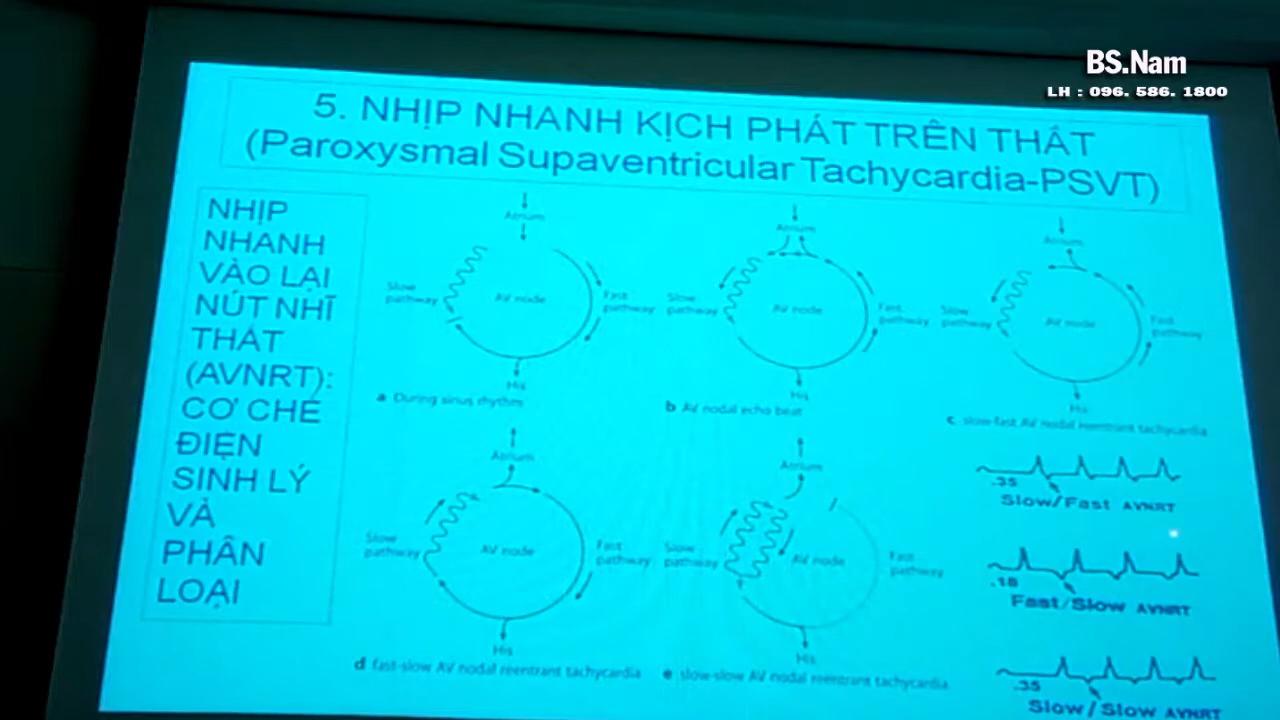 BS.Nam
LH : 096. 586. 1800
5. NHỊP NHANH KỊCH PHÁT TRÊN THẤT
(Paroxysmal Supaventricular Tachycardia-PSVT)
NHỊP
NHANH
VÀO LẠI
NÚT NHĨ
THẤT
(AVNRT):
CƠ CHẾ
ĐIỆN
SINH LÝ
VÀ
PHÂN
LOẠI
Atrium
Slow
pathway
AV node
Fast
pathway
His
a During sinus rhythm
Atrium
Slow
pathway
AV node
Fast
pathway
His
b AV nodal echo beat
Atrium
Slow
pathway
AV node
Fast
pathway
His
c slow-fast AV nodal reentrant tachycardia
Atrium
Slow
pathway
AV node
Fast
pathway
His
d fast-slow AV nodal reentrant tachycardia
Atrium
Slow
pathway
AV node
Fast
pathway
His
e slow-slow AV nodal reentrant tachycardia
.35
Slow/Fast AVNRT
.18
Fast/Slow AVNRT
.35
Slow/Slow AVNRT